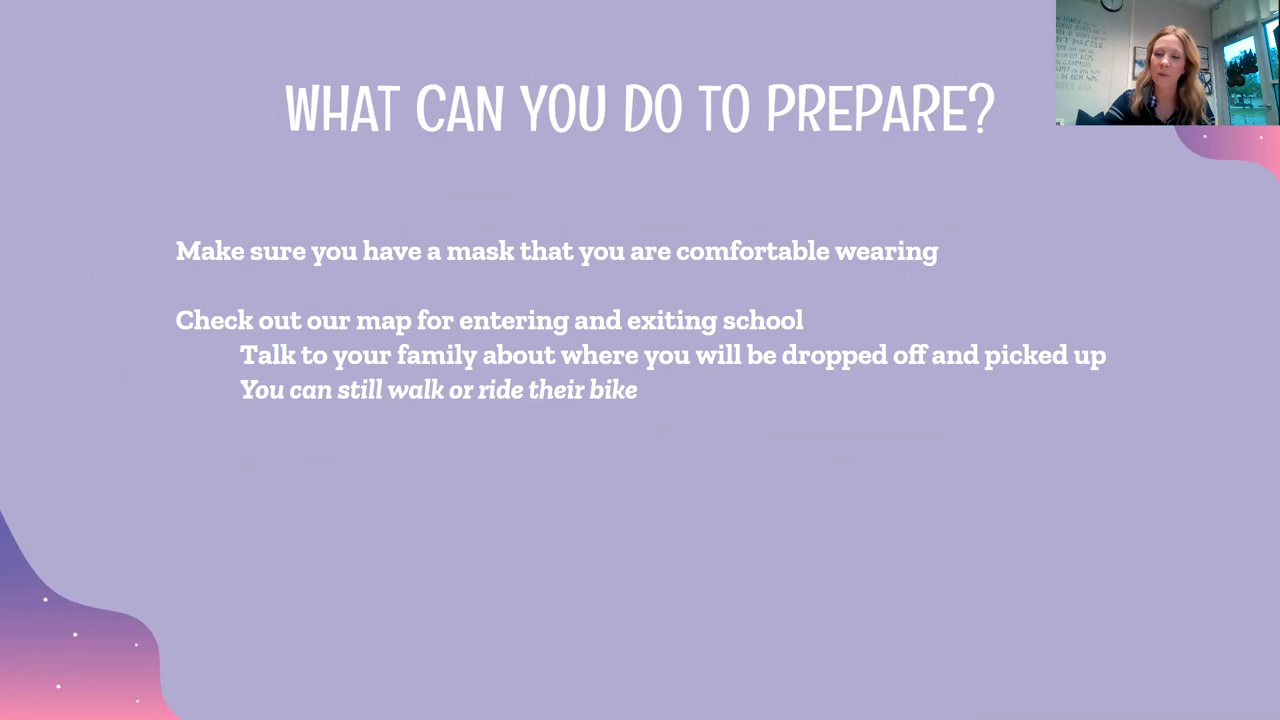 WHAT CAN YOU DO TO PREPARE?
Make sure you have a mask that you are comfortable wearing
Check out our map for entering and exiting school
Talk to your family about where you will be dropped off and picked up
You can still walk or ride their bike